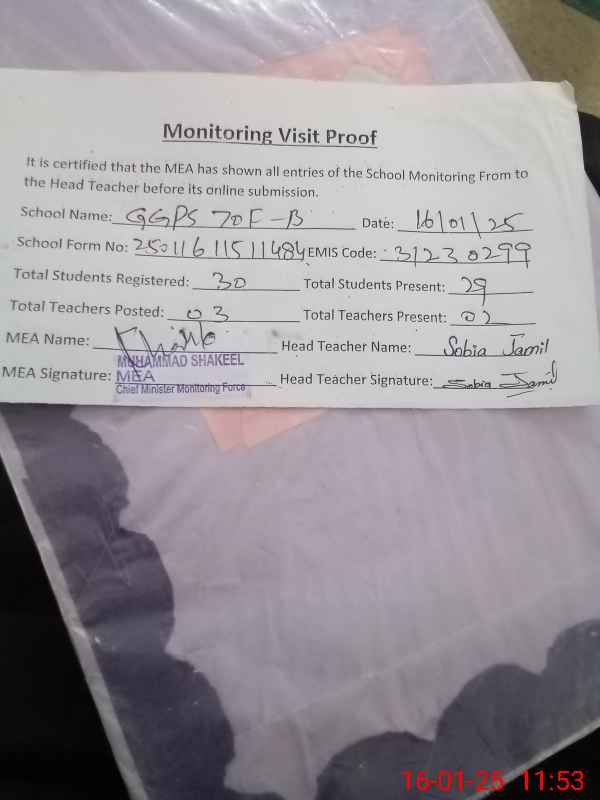 Monitoring Visit Proof
It is certified that the MEA has shown all entries of the School Monitoring From to
the Head Teacher before its online submission.
School Name: GGPS 70F-B Date: 16/01/25
School Form No: 25011611511484 EMIS Code: 31230299
Total Students Registered: 30 Total Students Present: 29
Total Teachers Posted: 03 Total Teachers Present: 02
MEA Name: Head Teacher Name: Sobia Jamil
MUHAMMAD SHAKEEL
MEA Signature: MEA Head Teacher Signature: Sobia Jamil
Chief Minister Monitoring Force
16-01-25 11:53